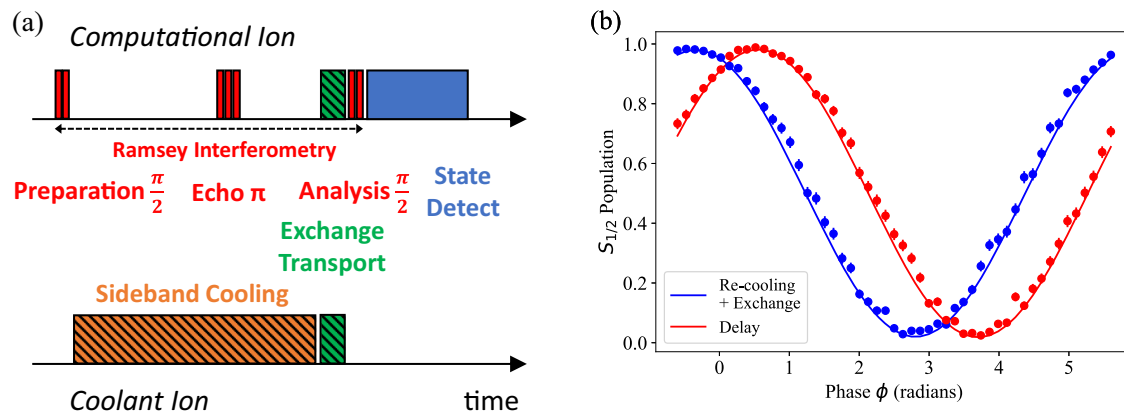 (a)
Computational Ion
Ramsey Interferometry
Preparation π/2
Echo π
Analysis π/2
State
Detect
Exchange
Transport
Sideband Cooling
Coolant Ion
time
(b)
1.0
0.8
0.6
0.4
0.2
0.0
S1/2 Population
Re-cooling
+ Exchange
Delay
0 1 2 3 4 5
Phase ϕ (radians)